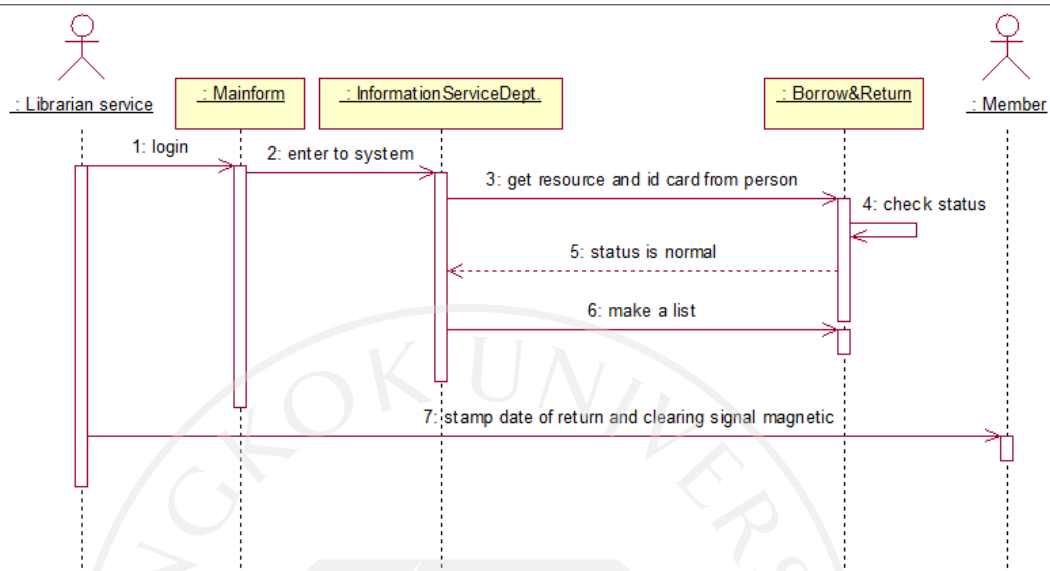 : Librarian service
: Mainform
: InformationServiceDept.
: Borrow&Return
: Member
1: login
2: enter to system
3: get resource and id card from person
4: check status
5: status is normal
6: make a list
7: stamp date of return and clearing signal magnetic
NGKOK UNIVERS